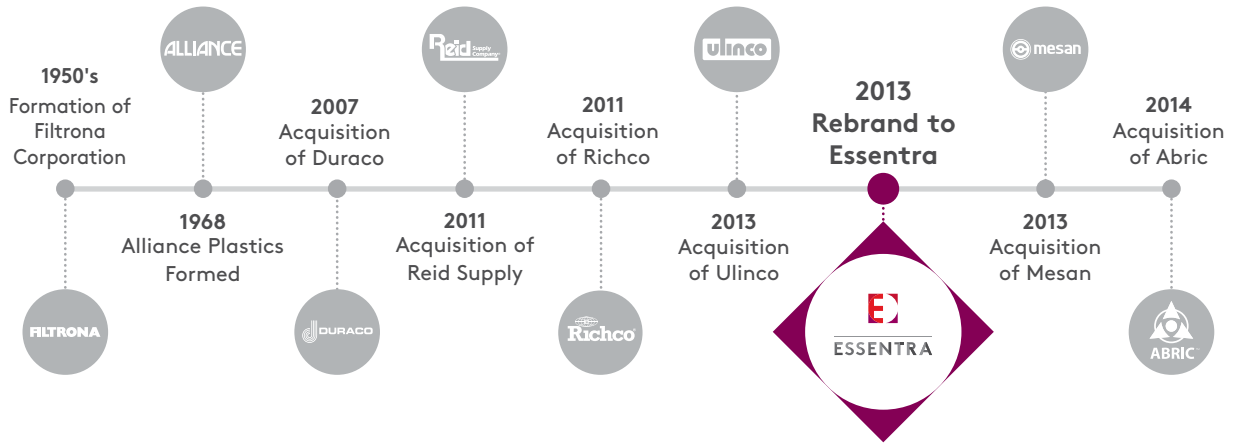 1950's
Formation of
Filtrona
Corporation
FILTRONA
ALLIANCE
1968
Alliance Plastics
Formed
2007
Acquisition
of Duraco
DURACO
Reid Supply
Company
2011
Acquisition of
Reid Supply
2011
Acquisition
of Richco
Richco
ulinco
2013
Acquisition
of Ulinco
2013
Rebrand to
Essentra
E
ESSENTRA
mesan
2013
Acquisition
of Mesan
2014
Acquisition
of Abric
ABRIC